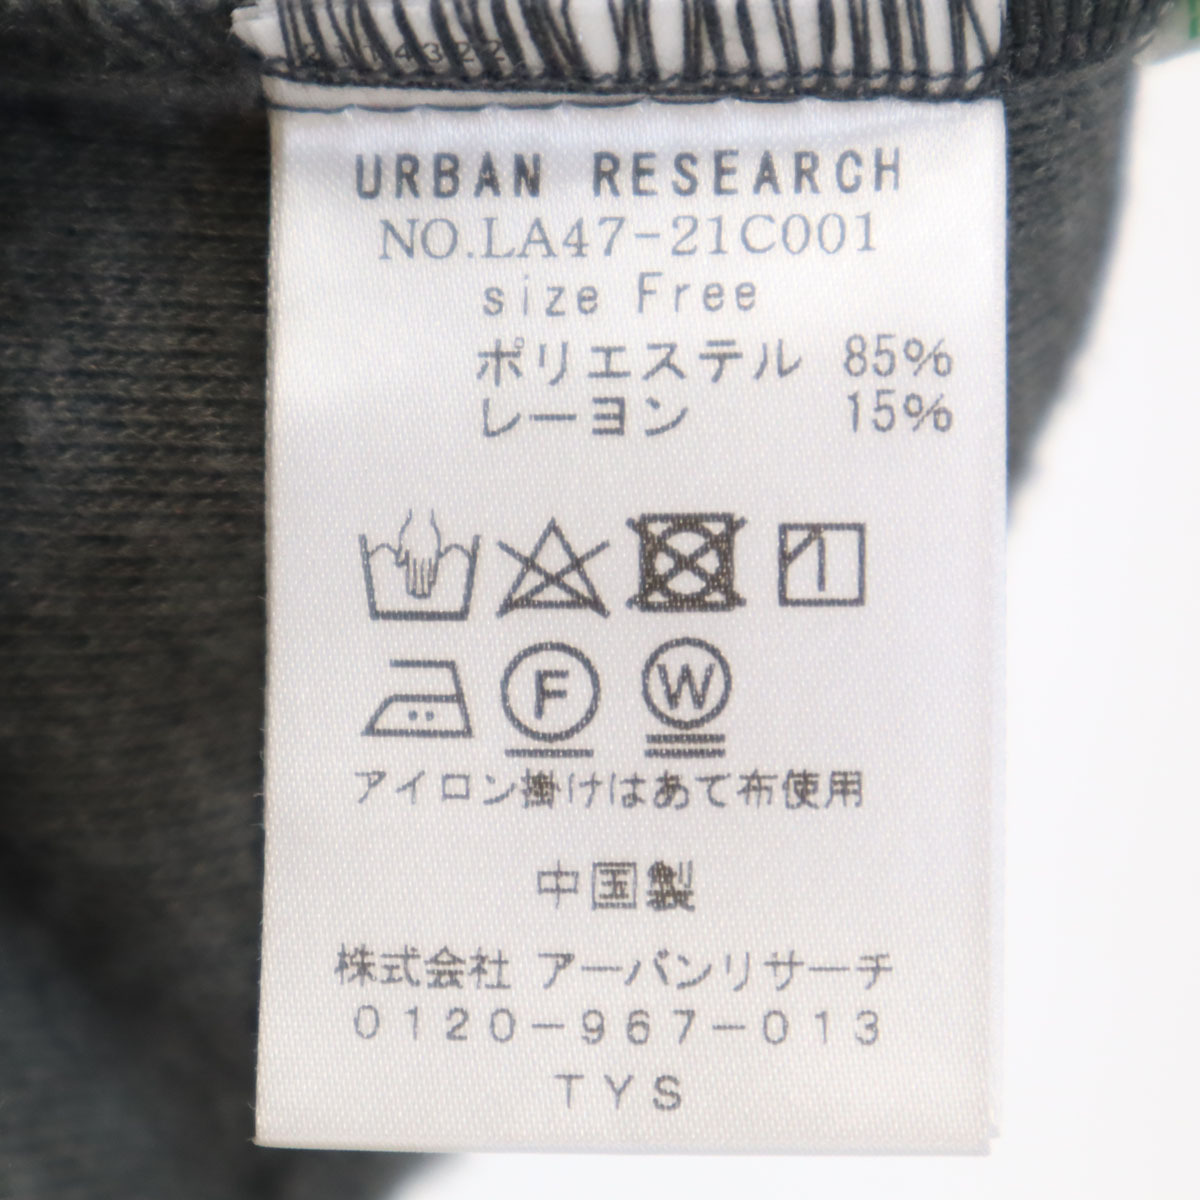 URBAN RESEARCH
NO.LA47-21C001
size Free
ポリエステル 85%
レーヨン 15%
F W
アイロン掛けはあて布使用
中国製
株式会社 アーバンリサーチ
0120-967-013
TYS